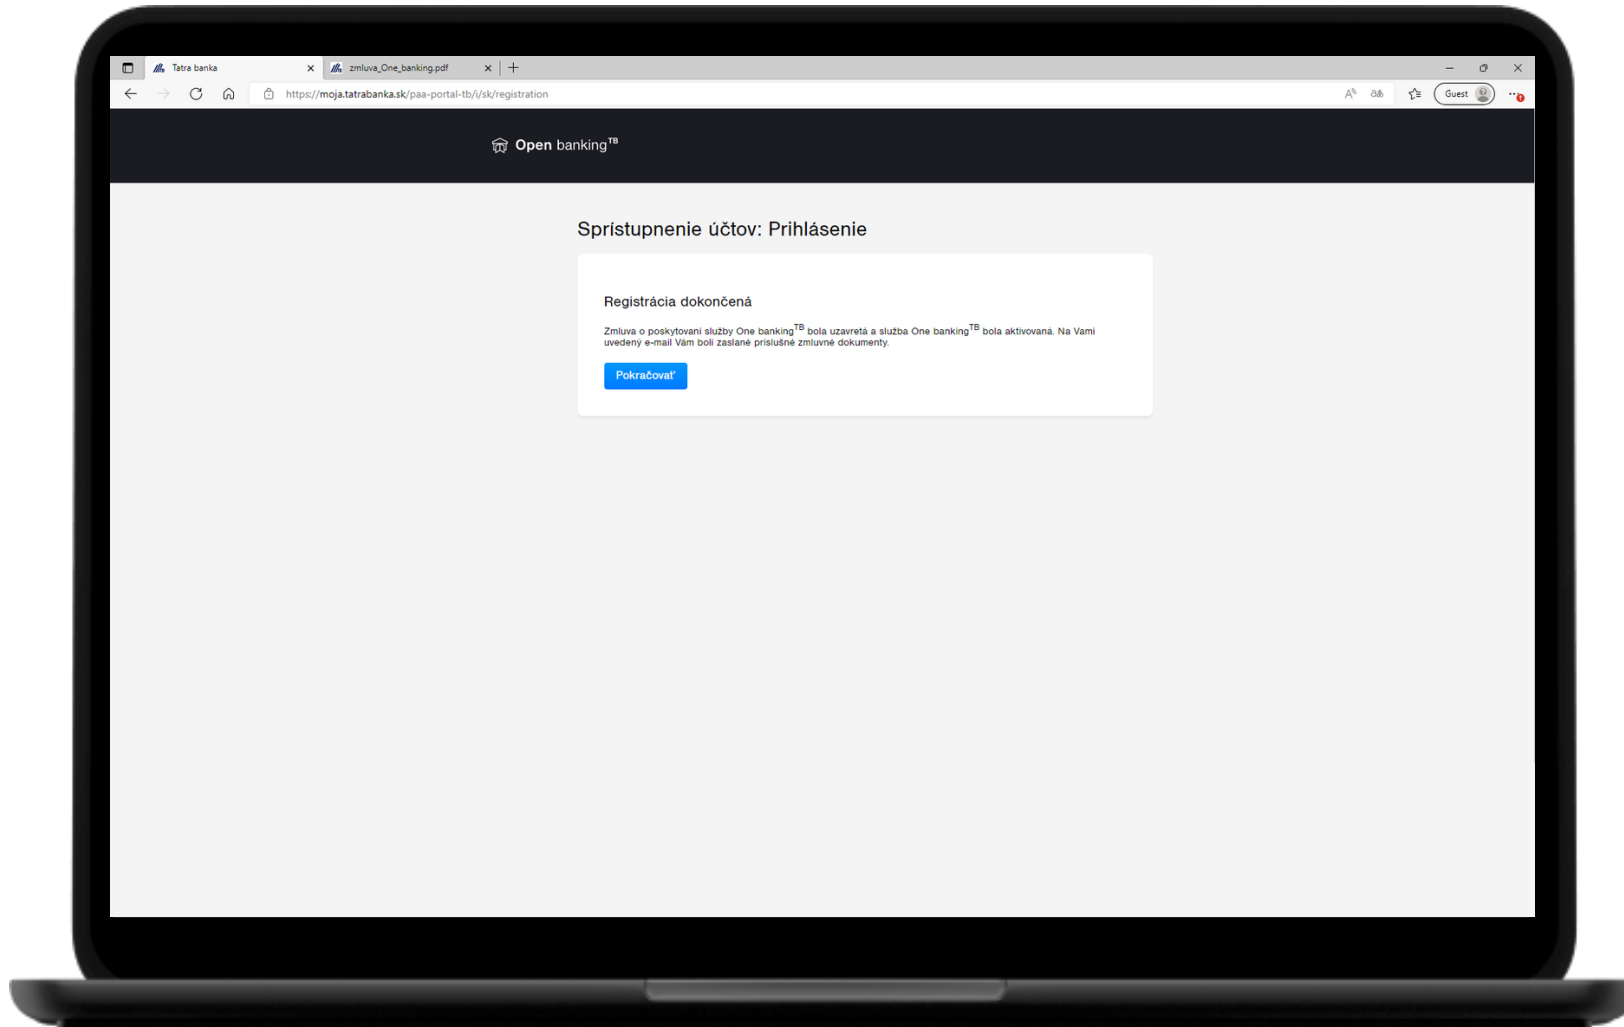 Tatra banka
zmluva_One_banking.pdf
https://moja.tatrabanka.sk/paa-portal-tb/i/sk/registration
Guest
Open bankingTB
Sprístupnenie účtov: Prihlásenie
Registrácia dokončená
Zmluva o poskytovaní služby One bankingTB bola uzavretá a služba One bankingTB bola aktivovaná. Na Vami
uvedený e-mail Vám boli zaslané príslušné zmluvné dokumenty.
Pokračovať